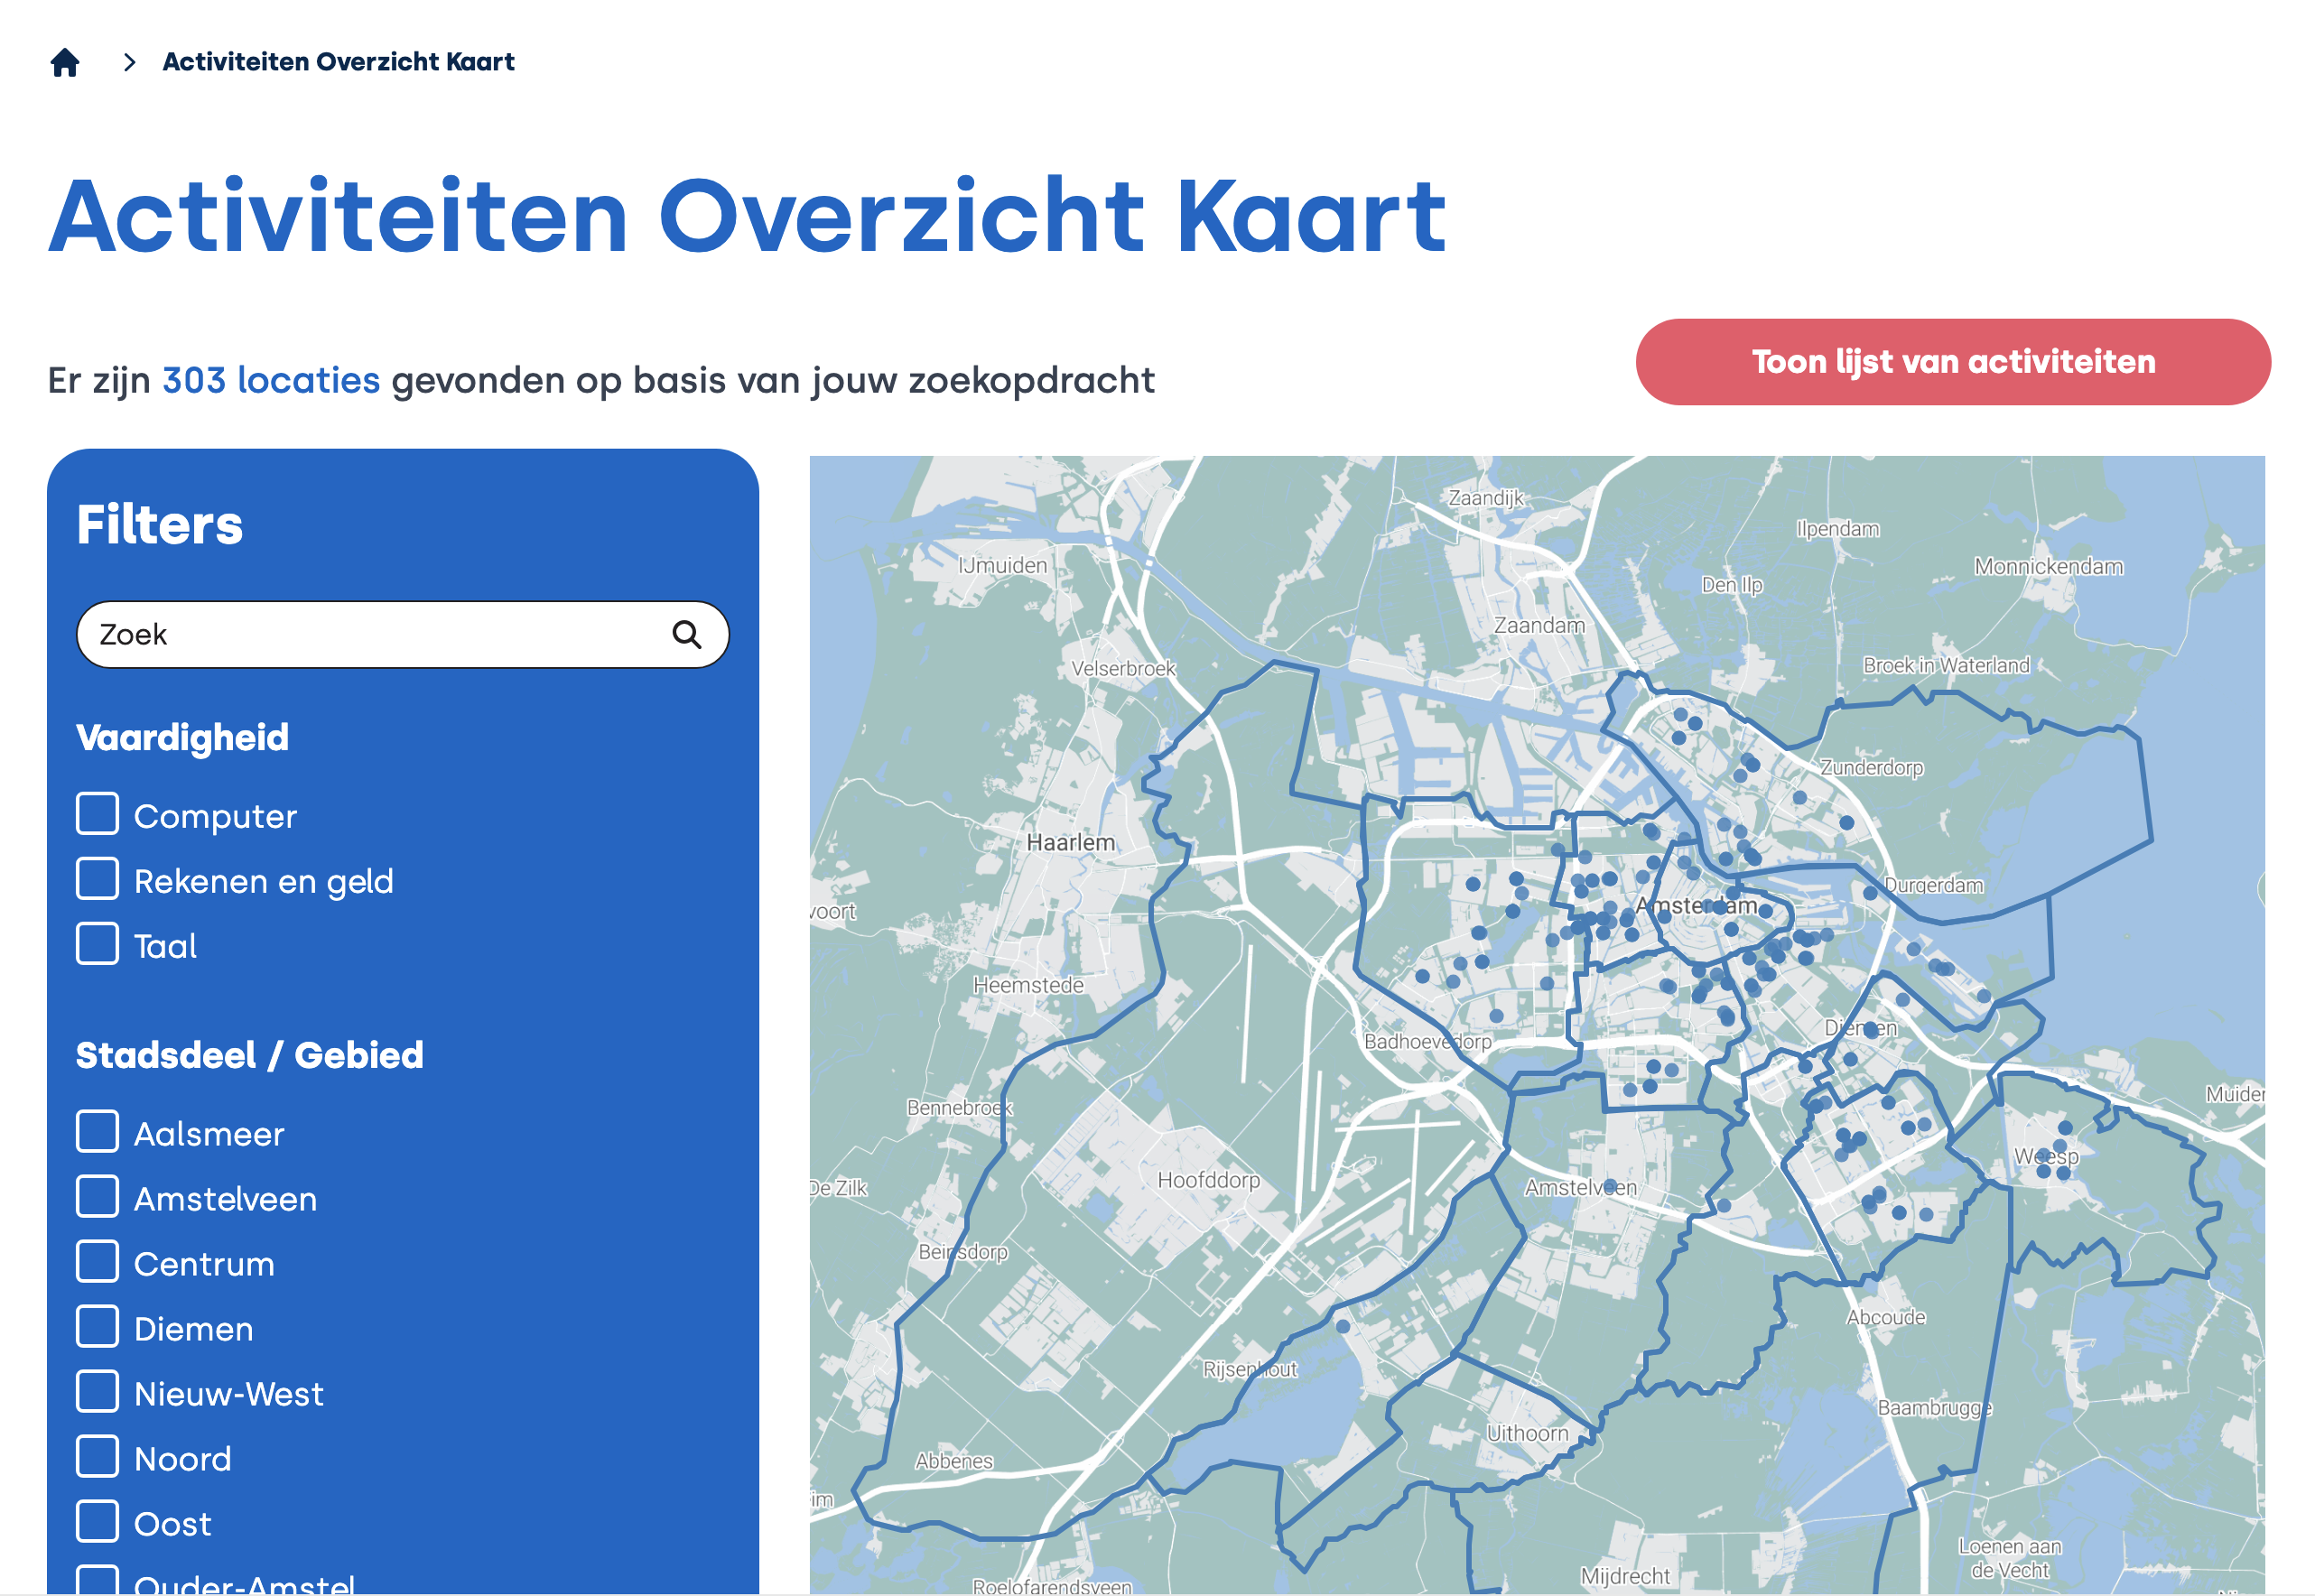 Activiteiten Overzicht Kaart
Activiteiten Overzicht Kaart
Er zijn 303 locaties gevonden op basis van jouw zoekopdracht
Toon lijst van activiteiten
Filters
Zoek
Vaardigheid
Computer
Rekenen en geld
Taal
Stadsdeel / Gebied
Aalsmeer
Amstelveen
Centrum
Diemen
Nieuw-West
Noord
Oost
Ouder-Amstel
Zaandijk
Ilpendam
IJmuiden
Monnickendam
Den Ilp
Zaandam
Velserbroek
Broek in Waterland
Zunderdorp
Haarlem
Durgerdam
voort
Amsterdam
Heemstede
Diemen
Badhoevedorp
Muider
Bennebroek
Weesp
Hoofddorp
De Zilk
Amstelveen
Beinsdorp
Abcoude
Rijsenhout
Baambrugge
Uithoorn
Abbenes
im
Loenen aan
de Vecht
Mijdrecht
Roelofarendsveen